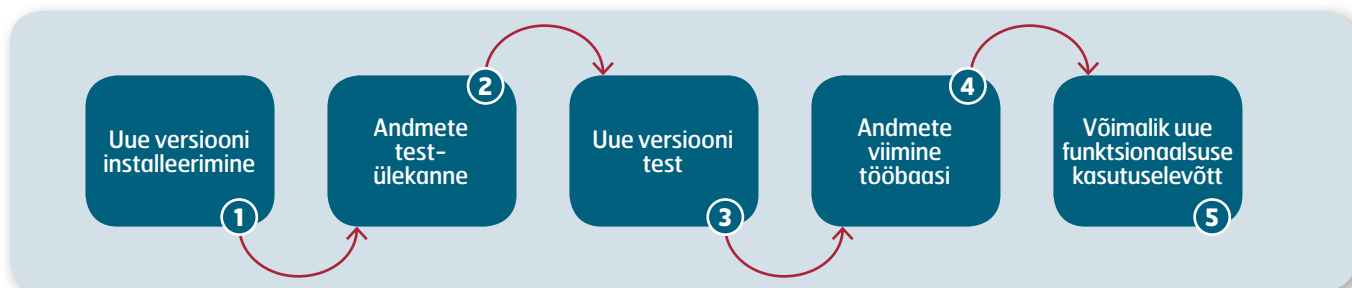 Uue versiooni
installeerimine
1
Andmete
test-
ülekanne
2
Uue versiooni
test
3
Andmete
viimine
tööbaasi
4
Võimalik uue
funktsionaalsuse
kasutuselevõtt
5